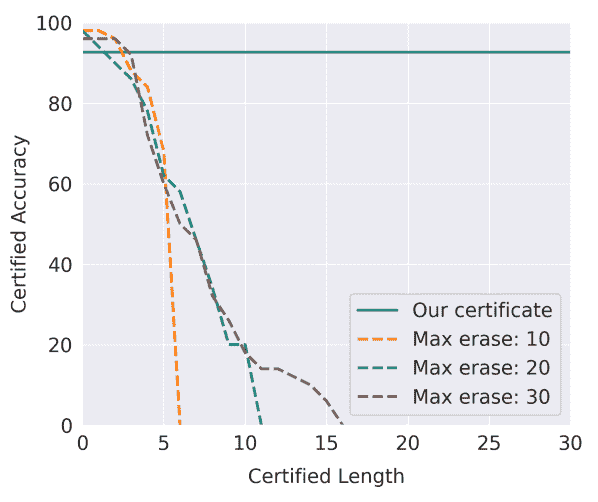 100
80
60
40
20
0
Certified Accuracy
Our certificate
Max erase: 10
Max erase: 20
Max erase: 30
0 5 10 15 20 25 30
Certified Length